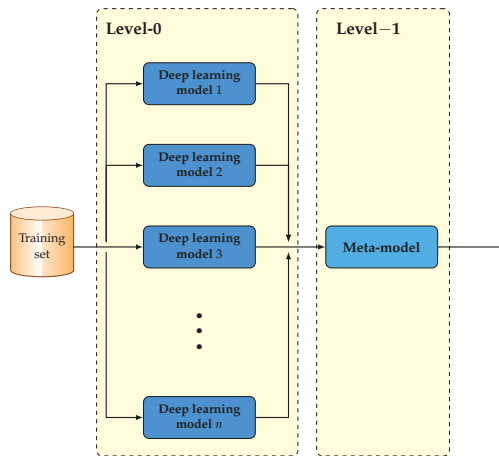 Level-0
Level−1
Deep learning
model 1
Deep learning
model 2
Training
set
Deep learning
model 3
Meta-model
Deep learning
model n